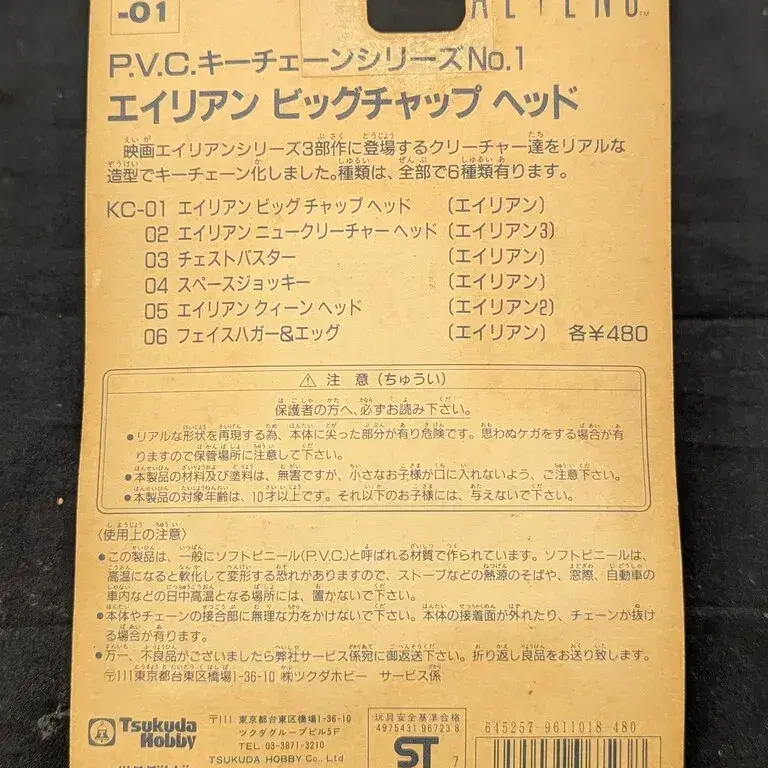 -01
ALIENS™
P.V.C.キーチェーンシリーズNo.1
エイリアン ビッグチャップ ヘッド
映画エイリアンシリーズ3部作に登場するクリーチャー達をリアルな
造型でキーチェーン化しました。種類は、全部で6種類有ります。
KC-01 エイリアン ビッグ チャップ ヘッド (エイリアン)
02 エイリアン ニュークリーチャー ヘッド (エイリアン3)
03 チェストバスター (エイリアン)
04 スペースジョッキー (エイリアン)
05 エイリアン クィーン ヘッド (エイリアン2)
06 フェイスハガー&エッグ (エイリアン) 各¥480
⚠ 注 意 (ちゅうい)
保護者の方へ、必ずお読み下さい。
●リアルな形状を再現する為、本体に尖った部分が有り危険です。思わぬケガをする場合が有
りますので保管場所に注意して下さい。
●本製品の材料及び塗料は、無害ですが、小さなお子様が口に入れないよう、ご注意下さい。
●本製品の対象年齢は、10才以上です。それ以下のお子様には、与えないで下さい。
〈使用上の注意〉
●この製品は、一般にソフトビニール(P.V.C.)と呼ばれる材質で作られています。ソフトビニールは、
高温になると軟化して変形する恐れがありますので、ストーブなどの熱源のそばや、窓際、自動車の
車内などの日中高温となる場所には、置かないで下さい。
●本体やチェーンの接合部に無理な力をかけないで下さい。本体の接着面が外れたり、チェーンが抜け
る場合が有ります。
●万一、不良品がございましたら弊社サービス係宛に御返送下さい。折り返し良品をお送り致します。
〒111 東京都台東区橋場1-36-10 ㈱ツクダホビー サービス係
Tsukuda Hobby
〒111 東京都台東区橋場1-36-10
ツクダグループビル5F
TEL 03-3871-3210
TSUKUDA HOBBY Co., Ltd
玩具安全基準合格
4975431 96723 8
ST
7
645257-9611018-480